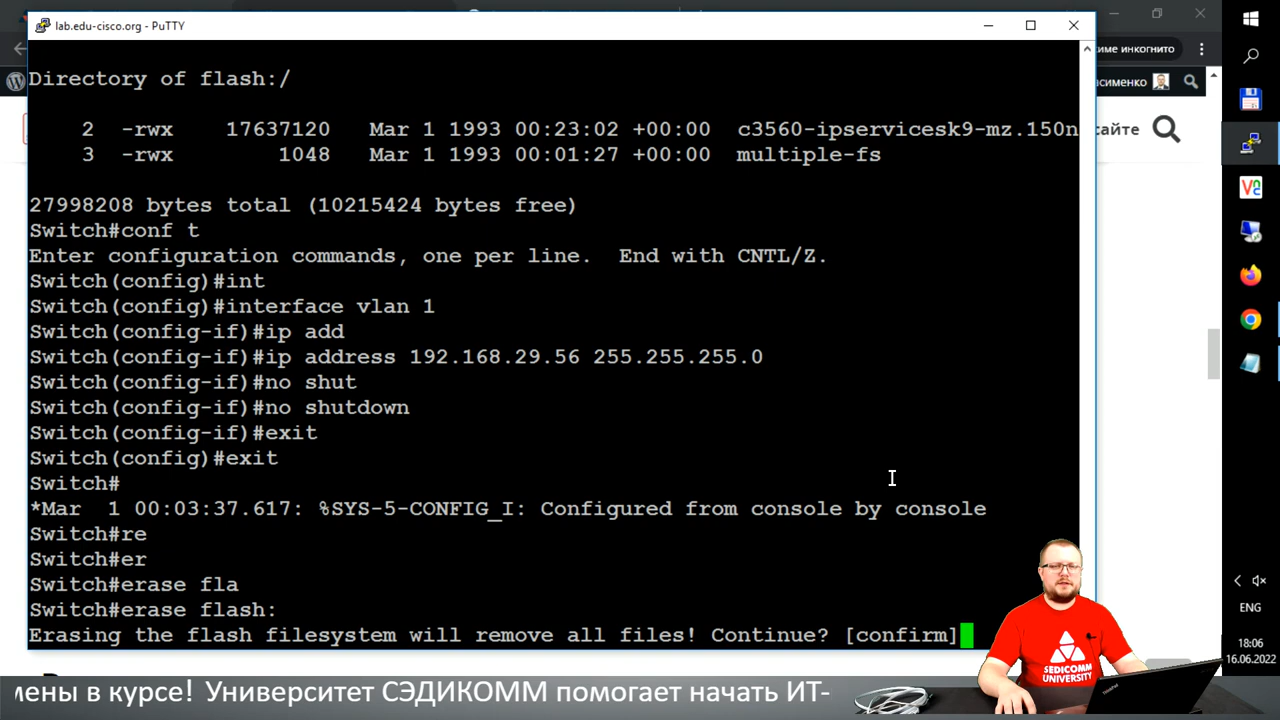 lab.edu-cisco.org - PuTTY
име инкогнито
асименко
сайте
Directory of flash:/
2 -rwx 17637120 Mar 1 1993 00:23:02 +00:00 c3560-ipservicesk9-mz.150n
3 -rwx 1048 Mar 1 1993 00:01:27 +00:00 multiple-fs
27998208 bytes total (10215424 bytes free)
Switch#conf t
Enter configuration commands, one per line. End with CNTL/Z.
Switch(config)#int
Switch(config)#interface vlan 1
Switch(config-if)#ip add
Switch(config-if)#ip address 192.168.29.56 255.255.255.0
Switch(config-if)#no shut
Switch(config-if)#no shutdown
Switch(config-if)#exit
Switch(config)#exit
Switch#
*Mar 1 00:03:37.617: %SYS-5-CONFIG_I: Configured from console by console
Switch#re
Switch#er
Switch#erase fla
Switch#erase flash:
Erasing the flash filesystem will remove all files! Continue? [confirm]
SEDICOMM
UNIVERSITY
ENG
18:06
16.06.2022
мены в курсе! Университет СЭДИКОММ помогает начать ИТ-